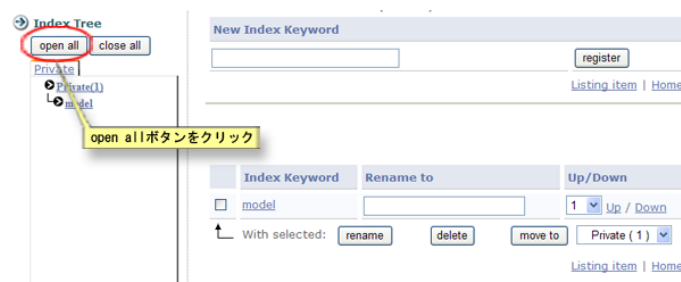 Index Tree
open all close all
Private
Private(1)
model
open allボタンをクリック
New Index Keyword
register
Listing item | Home
Index Keyword Rename to Up/Down
model 1 Up / Down
With selected: rename delete move to Private ( 1 )
Listing item | Home